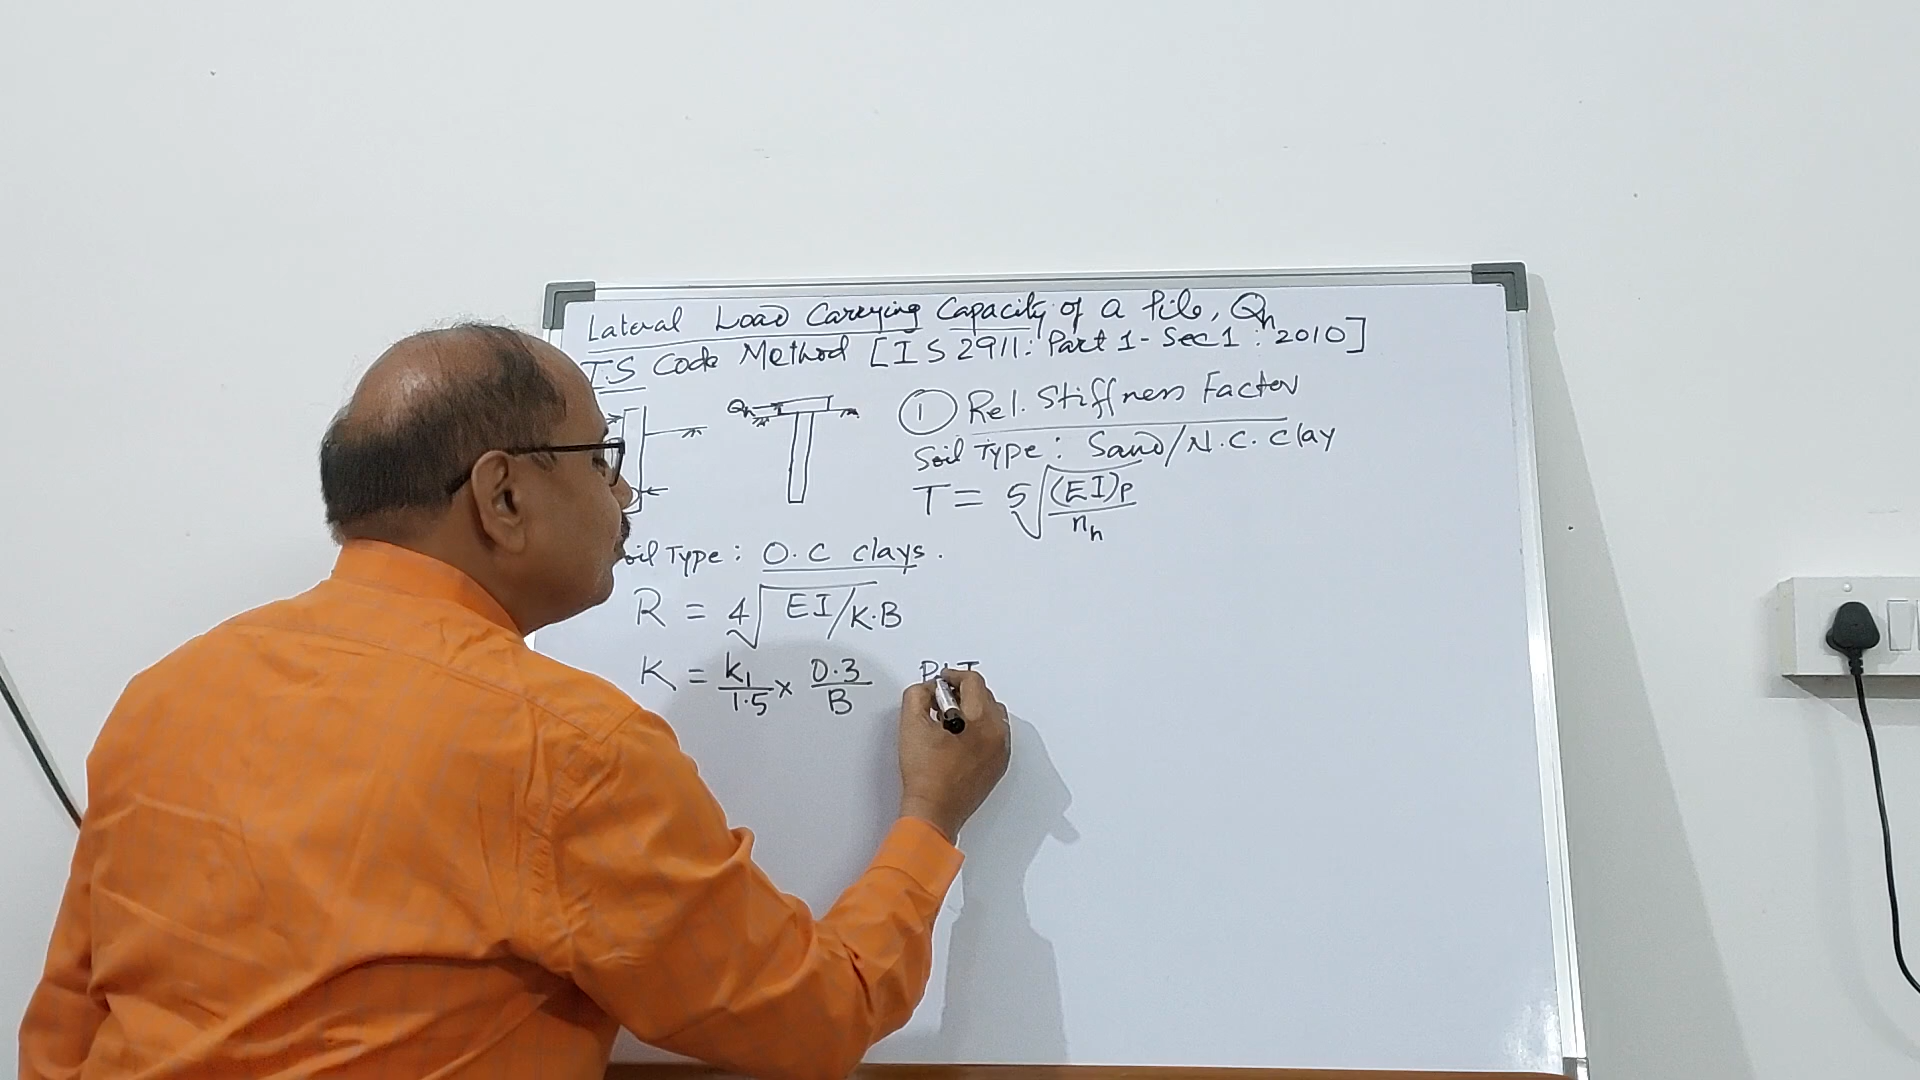 Lateral Load Carrying Capacity of a Pile, Qh
I.S Code Method [IS 2911: Part 1 - Sec 1 : 2010]
Qh
① Rel. Stiffness Factor
Soil Type: Sand/N.C. Clay
T = 5√(EI)p/nh
oil Type: O.C clays.
R = 4√EI/K.B
K = k1/1.5 x 0.3/B